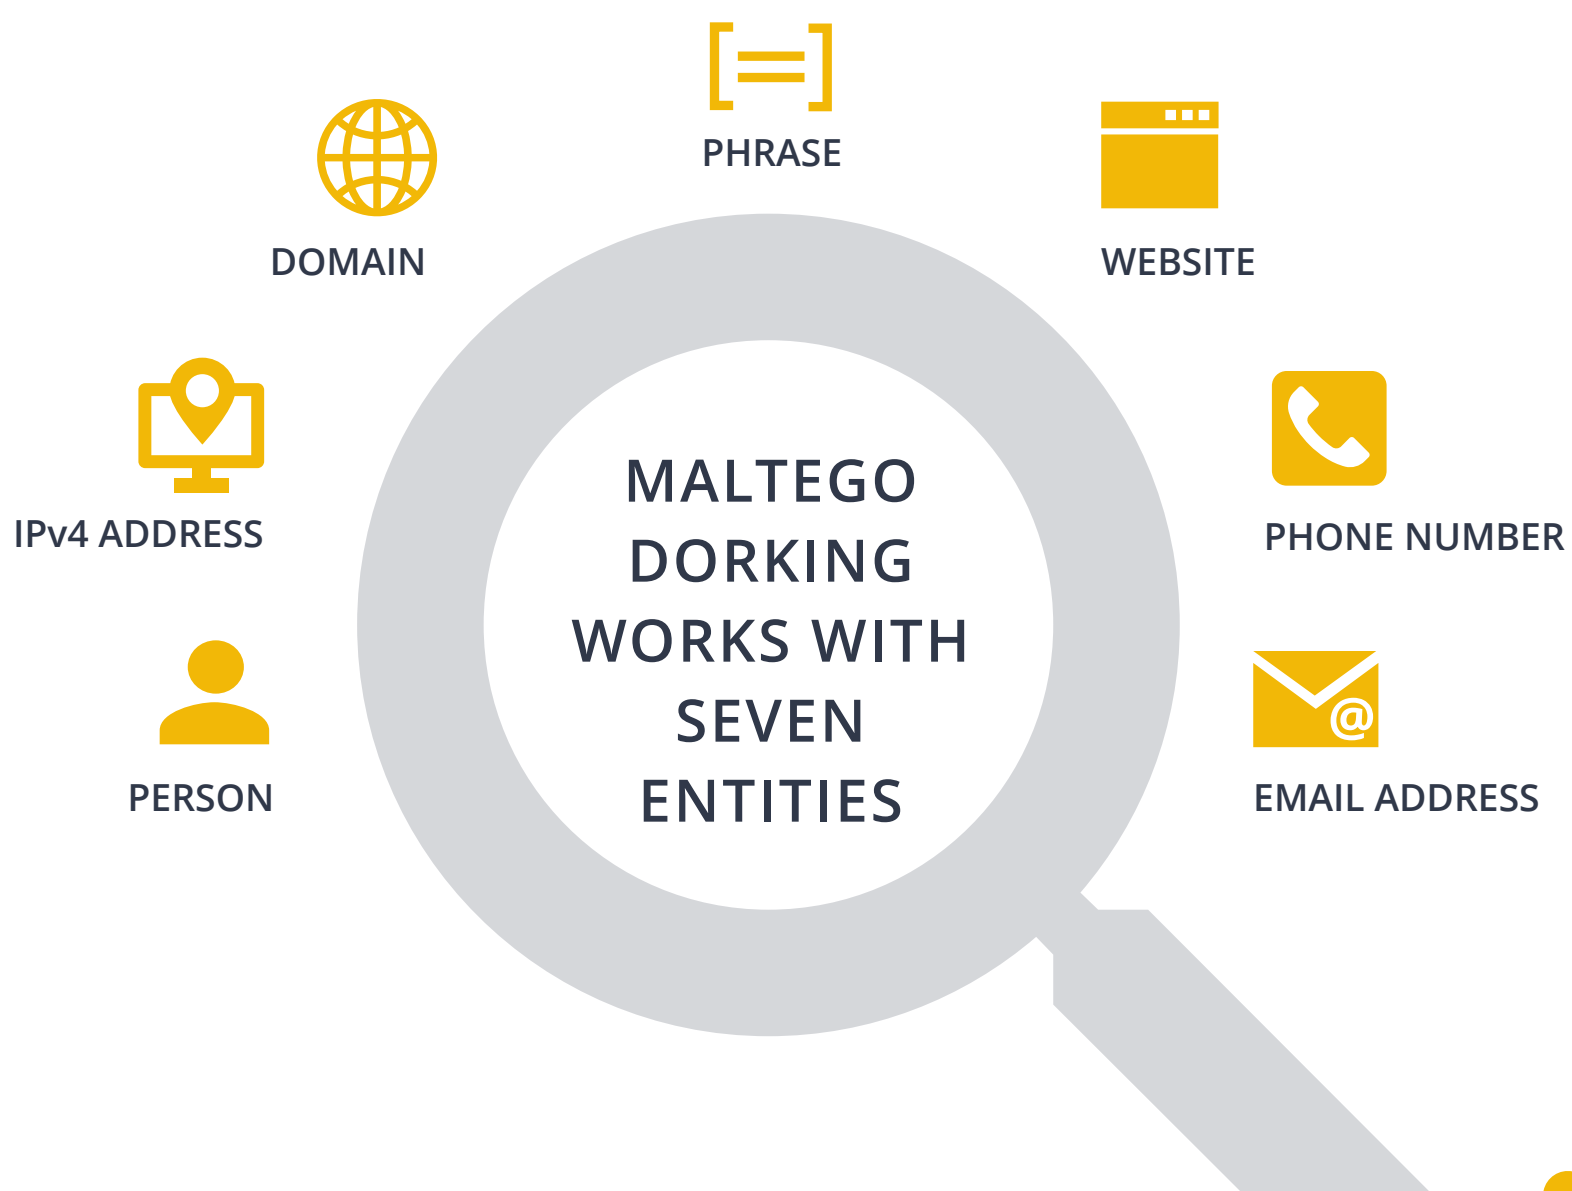 PHRASE
DOMAIN
WEBSITE
IPv4 ADDRESS
PHONE NUMBER
PERSON
EMAIL ADDRESS
MALTEGO
DORKING
WORKS WITH
SEVEN
ENTITIES
@